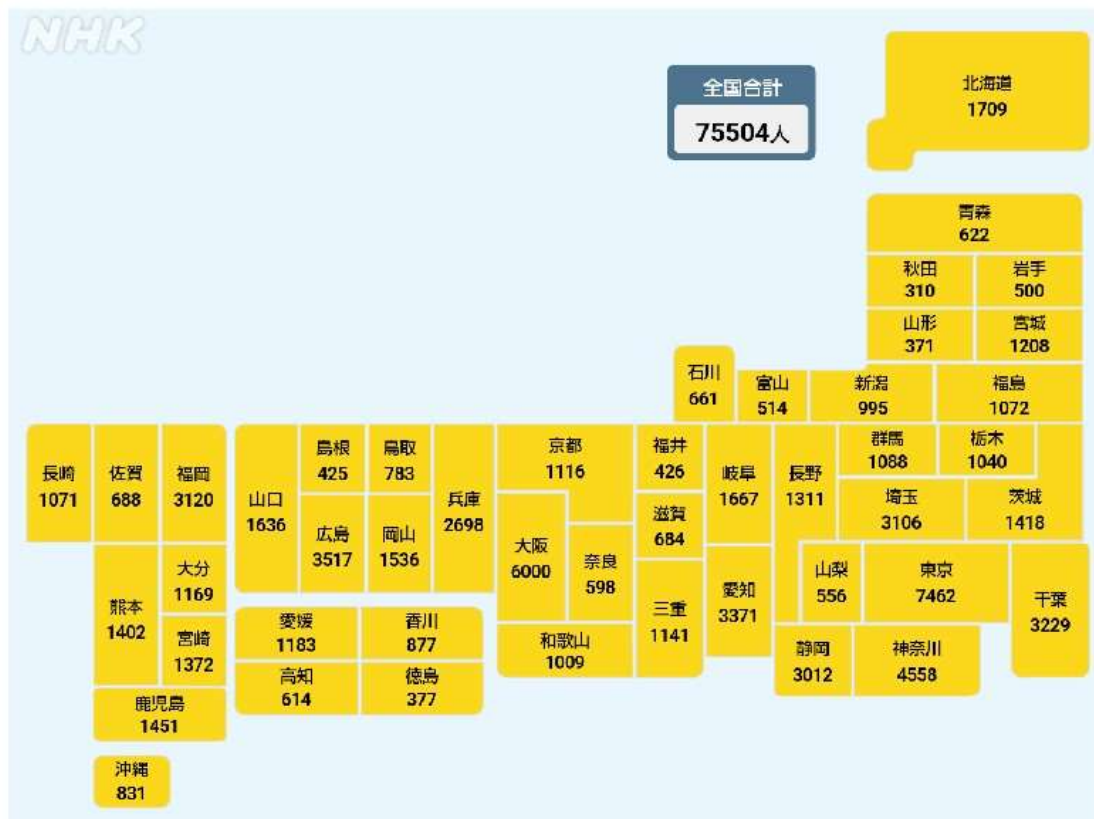 NHK
全国合計
75504人
北海道
1709
青森
622
秋田
310
岩手
500
山形
371
宮城
1208
石川
661
富山
514
新潟
995
福島
1072
長崎
1071
佐賀
688
福岡
3120
山口
1636
島根
425
鳥取
783
兵庫
2698
京都
1116
福井
426
岐阜
1667
長野
1311
群馬
1088
栃木
1040
広島
3517
岡山
1536
大阪
6000
奈良
598
滋賀
684
埼玉
3106
茨城
1418
熊本
1402
大分
1169
宮崎
1372
愛媛
1183
香川
877
高知
614
徳島
377
和歌山
1009
三重
1141
愛知
3371
山梨
556
東京
7462
千葉
3229
静岡
3012
神奈川
4558
鹿児島
1451
沖縄
831